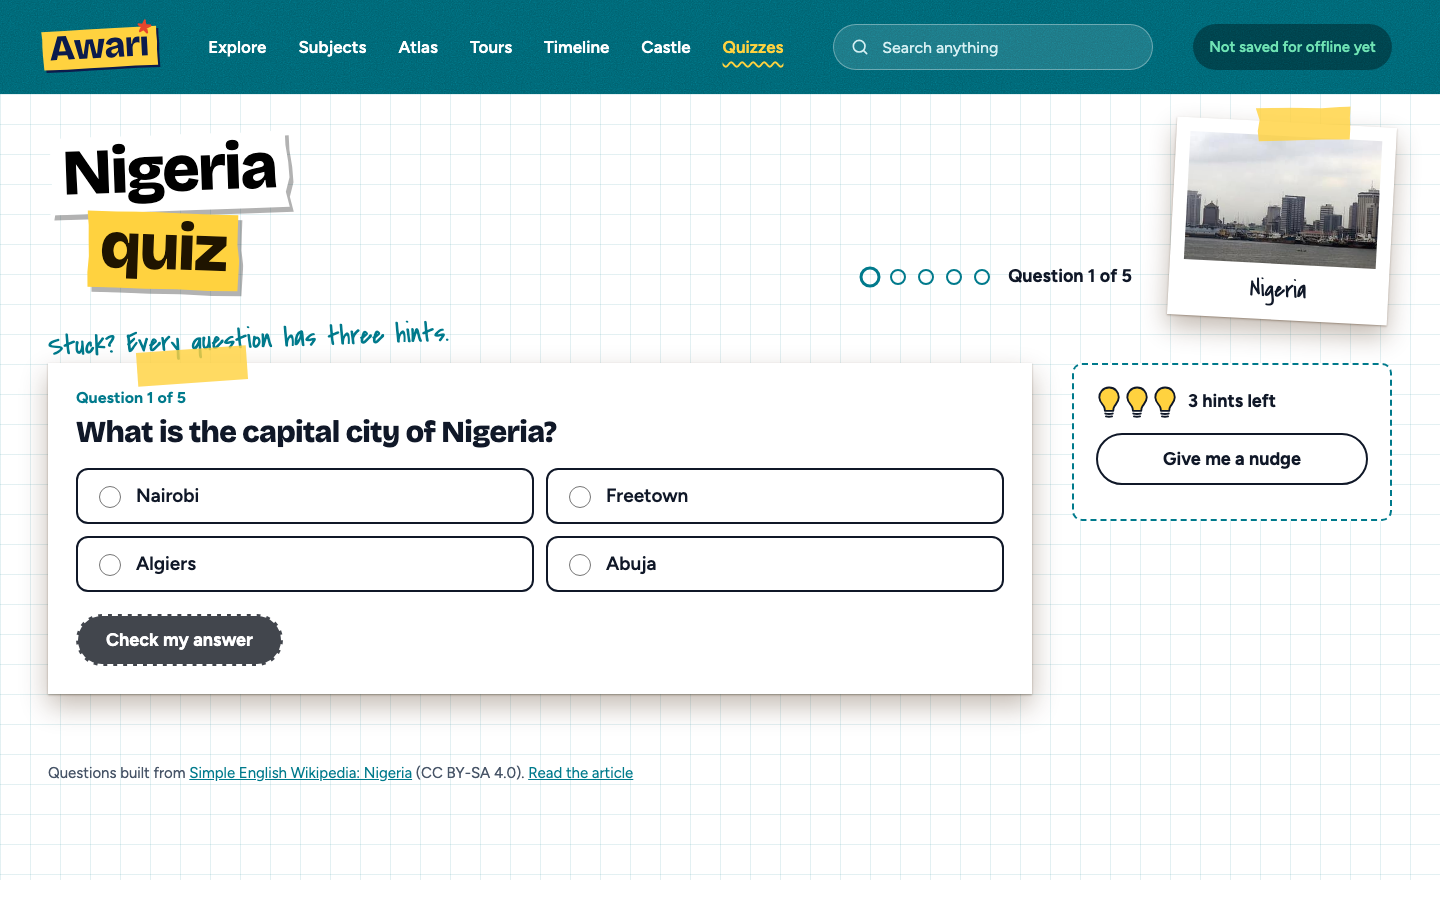 Awari
Explore
Subjects
Atlas
Tours
Timeline
Castle
Quizzes
Search anything
Not saved for offline yet
Nigeria
quiz
Question 1 of 5
Nigeria
Stuck? Every question has three hints.
Question 1 of 5
What is the capital city of Nigeria?
Nairobi
Freetown
Algiers
Abuja
Check my answer
3 hints left
Give me a nudge
Questions built from Simple English Wikipedia: Nigeria (CC BY-SA 4.0). Read the article